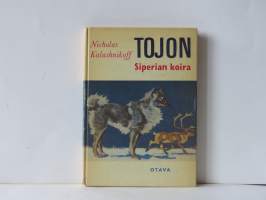 Nicholas
Kalashnikoff
TOJON
Siperian koira
OTAVA